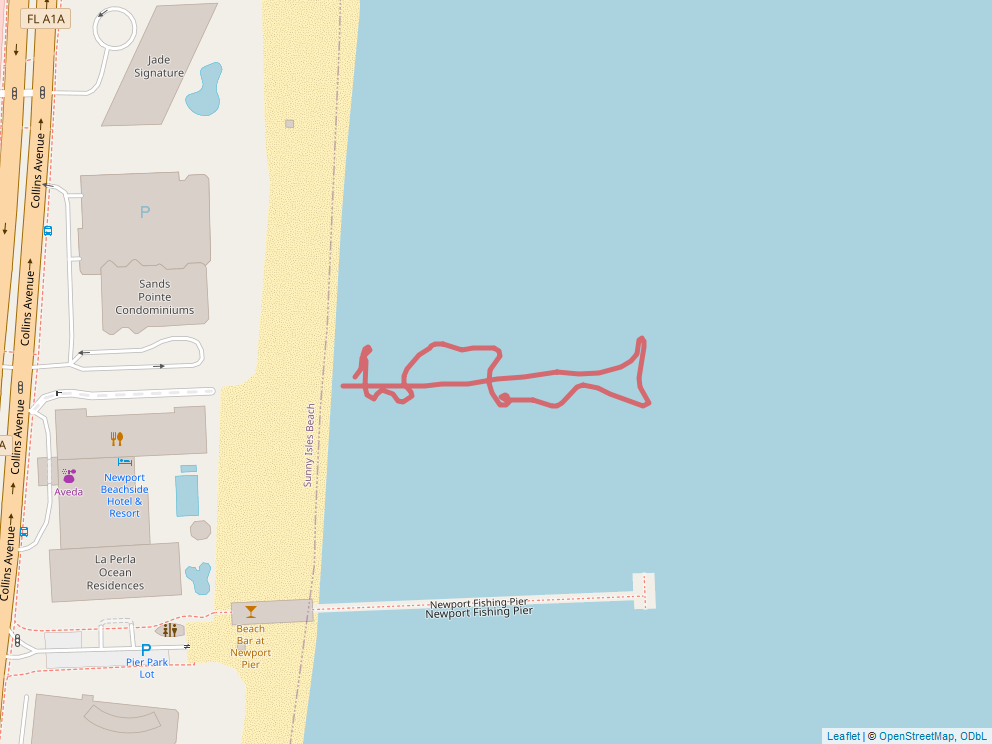 FL A1A
Jade
Signature
Collins Avenue
P
Collins Avenue
Sands
Pointe
Condominiums
Collins Avenue
A
Sunny Isles Beach
Aveda
Newport
Beachside
Hotel &
Resort
Collins Avenue
La Perla
Ocean
Residences
Newport Fishing Pier
Newport Fishing Pier
Beach
Bar at
Newport
Pier
P
Pier Park
Lot
Leaflet | © OpenStreetMap, ODbL